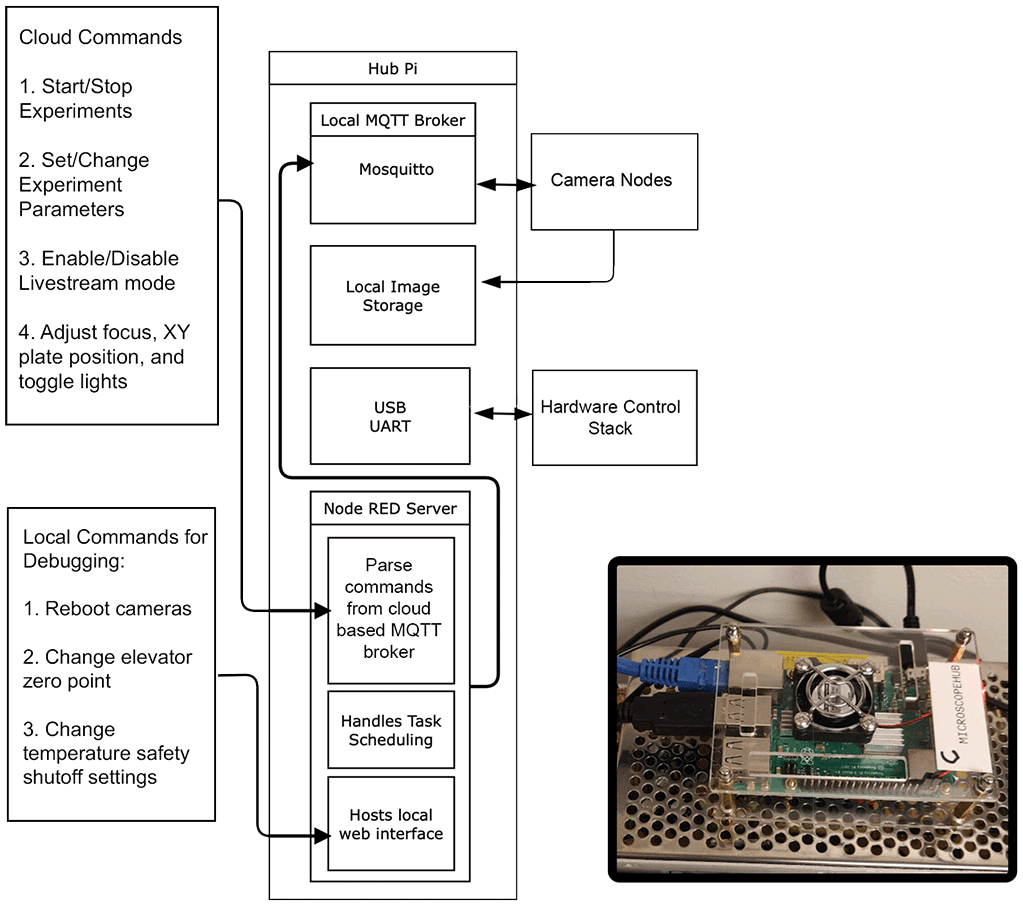 Cloud Commands
1. Start/Stop
Experiments
2. Set/Change
Experiment
Parameters
3. Enable/Disable
Livestream mode
4. Adjust focus, XY
plate position, and
toggle lights
Local Commands for
Debugging:
1. Reboot cameras
2. Change elevator
zero point
3. Change
temperature safety
shutoff settings
Hub Pi
Local MQTT Broker
Mosquitto
Local Image
Storage
USB
UART
Node RED Server
Parse
commands
from cloud
based MQTT
broker
Handles Task
Scheduling
Hosts local
web interface
Camera Nodes
Hardware Control
Stack
C
MICROSCOPEHUB